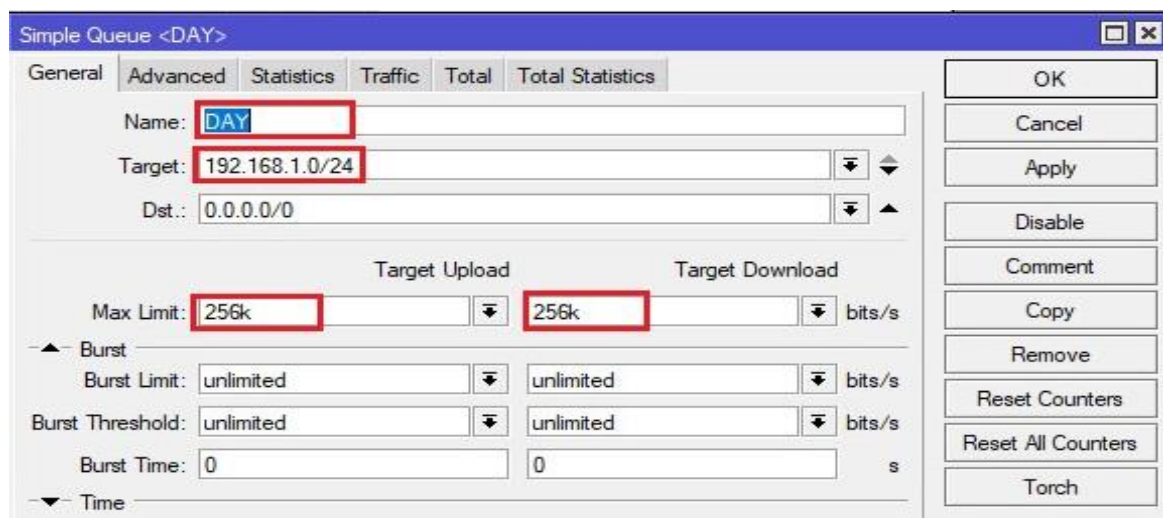 Simple Queue <DAY>
General Advanced Statistics Traffic Total Total Statistics
Name: DAY
Target: 192.168.1.0/24
Dst.: 0.0.0.0/0
Target Upload Target Download
Max Limit: 256k 256k bits/s
Burst
Burst Limit: unlimited unlimited bits/s
Burst Threshold: unlimited unlimited bits/s
Burst Time: 0 0 s
Time
OK
Cancel
Apply
Disable
Comment
Copy
Remove
Reset Counters
Reset All Counters
Torch